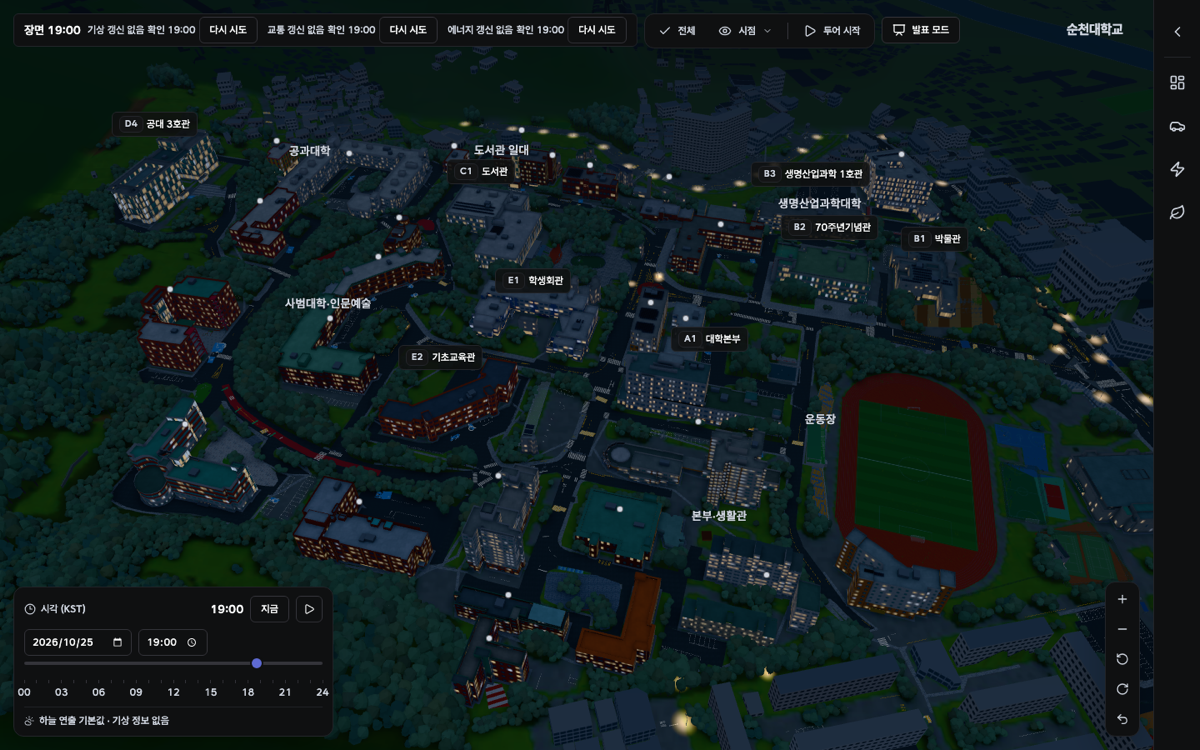 장면 19:00 기상 갱신 없음 확인 19:00 다시 시도 교통 갱신 없음 확인 19:00 다시 시도 에너지 갱신 없음 확인 19:00 다시 시도 전체 시점 투어 시작 발표 모드 순천대학교
D4 공대 3호관
공과대학
도서관 일대
C1 도서관
B3 생명산업과학 1호관
생명산업과학대학
B2 70주년기념관
B1 박물관
E1 학생회관
사범대학·인문예술
A1 대학본부
E2 기초교육관
운동장
본부·생활관
시각 (KST) 19:00 지금
2026/10/25 19:00
00 03 06 09 12 15 18 21 24
하늘 연출 기본값 · 기상 정보 없음